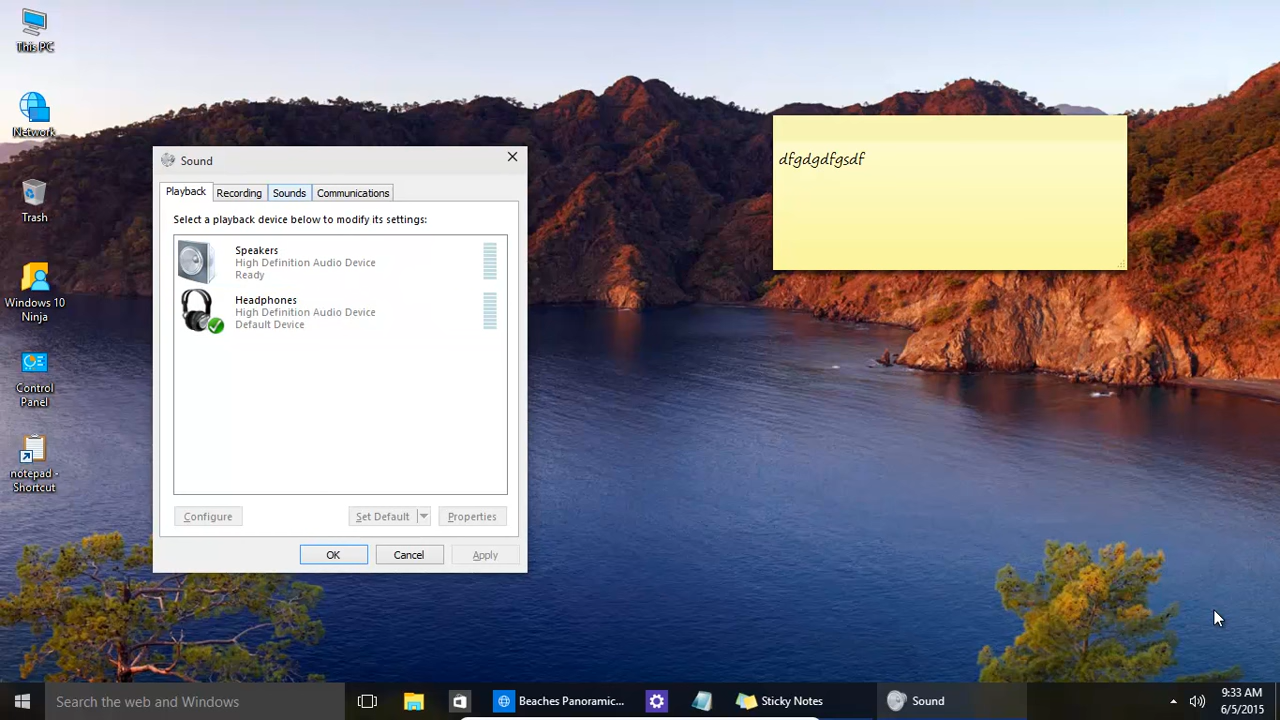 This PC
Network
Trash
Windows 10
Ninja
Control
Panel
notepad -
Shortcut
Sound
Playback
Recording
Sounds
Communications
Select a playback device below to modify its settings:
Speakers
High Definition Audio Device
Ready
Headphones
High Definition Audio Device
Default Device
Configure
Set Default
Properties
OK
Cancel
Apply
dfgdgdfgsdf
Search the web and Windows
Beaches Panoramic...
Sticky Notes
Sound
9:33 AM
6/5/2015